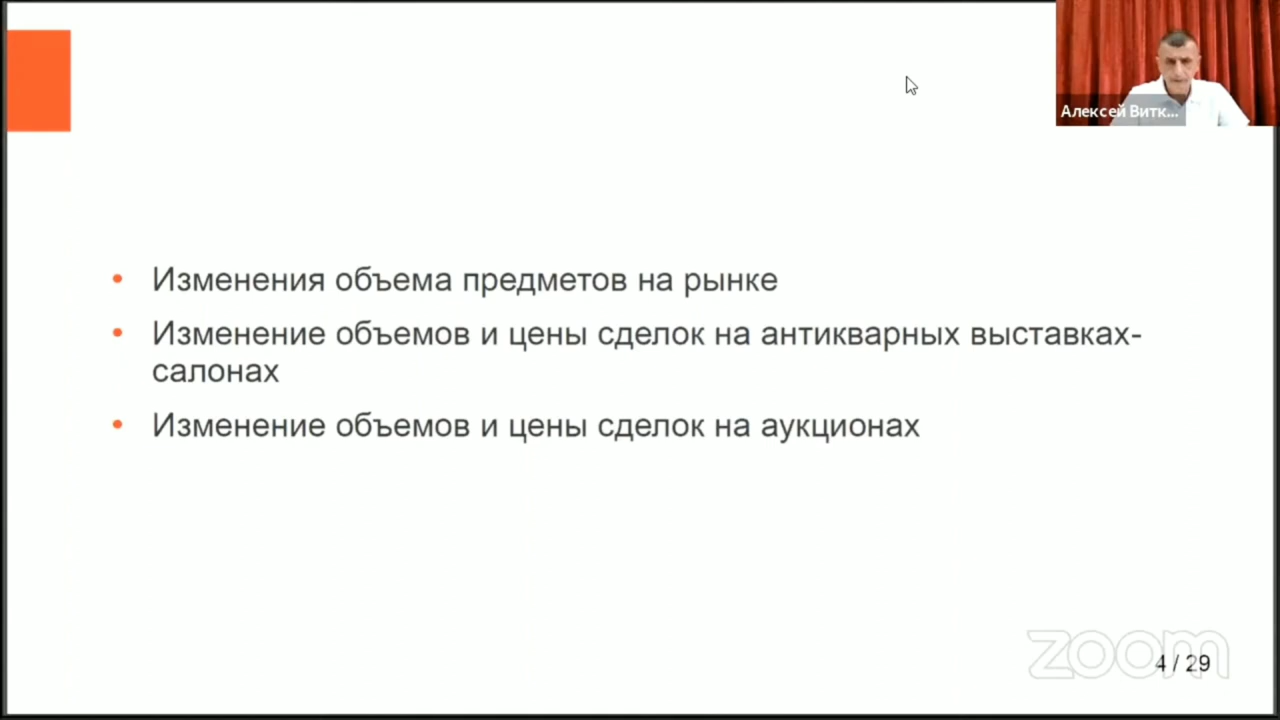 Алексей Витк...
• Изменения объема предметов на рынке
• Изменение объемов и цены сделок на антикварных выставках-
салонах
• Изменение объемов и цены сделок на аукционах
zoom
4 / 29